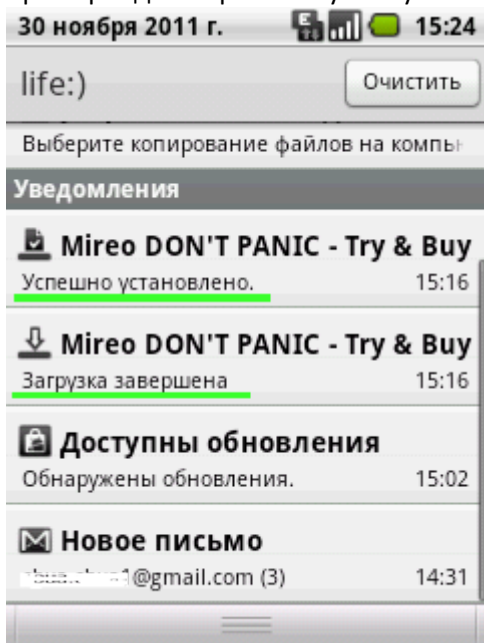 30 ноября 2011 г. 15:24
life:) Очистить
Выберите копирование файлов на
Уведомления
Mireo DON'T PANIC - Try & Buy
Успешно установлено. 15:16
Mireo DON'T PANIC - Try & Buy
Загрузка завершена 15:16
Доступны обновления
Обнаружены обновления. 15:02
Новое письмо
@gmail.com (3) 14:31